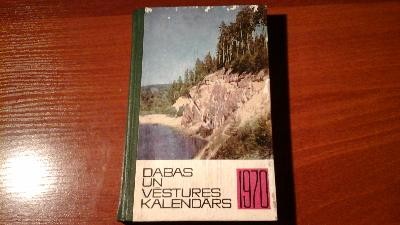 DABAS
UN
VĒSTURES
KALENDĀRS
1970